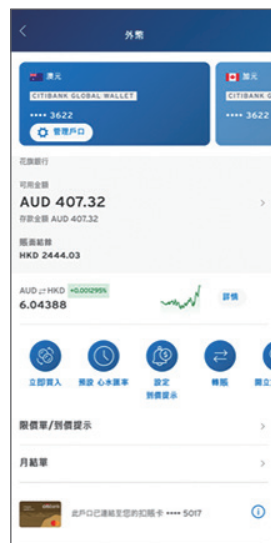 外幣
澳元
CITIBANK GLOBAL WALLET
•••• 3622
管理戶口
加元
CITIBANK G
•••• 3622
花旗銀行
可用金額
AUD 407.32
存款金額 AUD 407.32
賬面結餘
HKD 2444.03
AUD ⇄ HKD +0.001295%
6.04388
詳情
立即買入
預設 心水匯率
設定
到價提示
轉賬
開立
限價單/到價提示
月結單
此戶口已連結至您的扣賬卡 •••• 5017